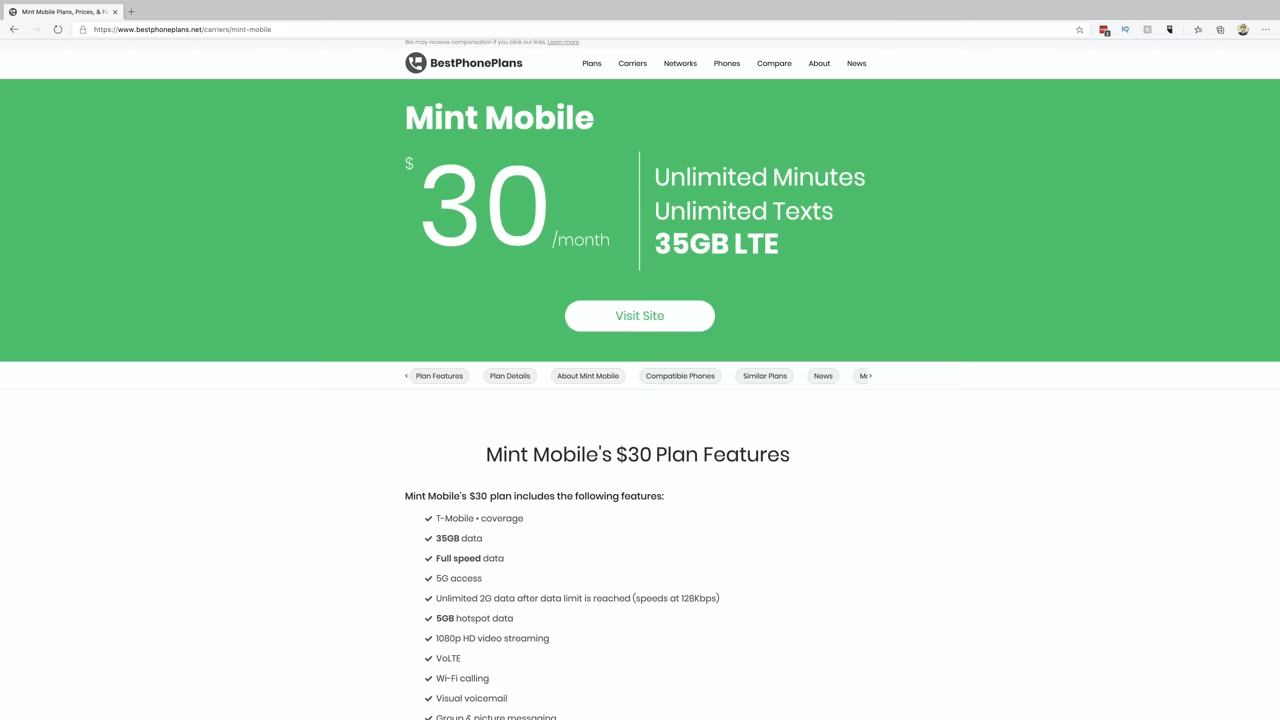 Mint Mobile Plans, Prices, & Fe
https://www.bestphoneplans.net/carriers/mint-mobile
We may receive compensation if you click our links. Learn more
BestPhonePlans
Plans Carriers Networks Phones Compare About News
Mint Mobile
$30/month
Unlimited Minutes
Unlimited Texts
35GB LTE
Visit Site
Plan Features Plan Details About Mint Mobile Compatible Phones Similar Plans News Mo
Mint Mobile's $30 Plan Features
Mint Mobile's $30 plan includes the following features:
T-Mobile • coverage
35GB data
Full speed data
5G access
Unlimited 2G data after data limit is reached (speeds at 128Kbps)
5GB hotspot data
1080p HD video streaming
VoLTE
Wi-Fi calling
Visual voicemail
Group & picture messaging